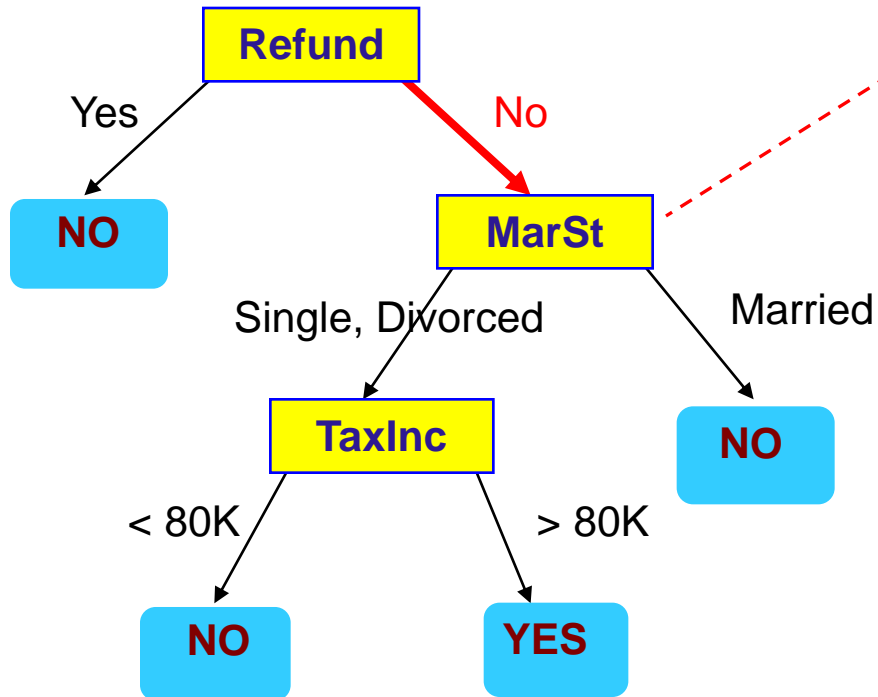 Refund
Yes
No
NO
MarSt
Single, Divorced
Married
TaxInc
NO
< 80K
> 80K
NO
YES